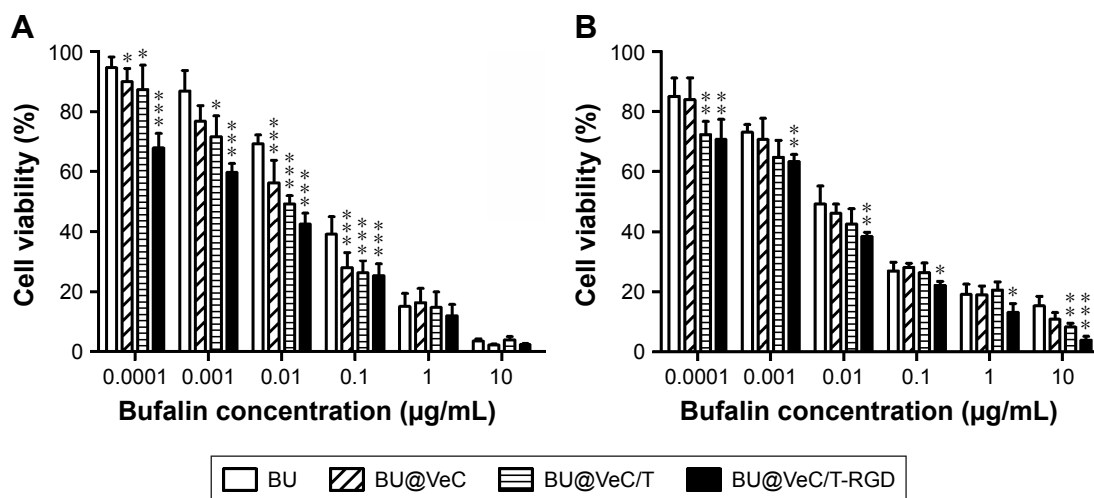 A
Cell viability (%)
100
80
60
40
20
0
* * *** * *** *** *** *** *** *** ***
0.0001 0.001 0.01 0.1 1 10
Bufalin concentration (µg/mL)
B
Cell viability (%)
100
80
60
40
20
0
** ** ** ** * * ** ***
0.0001 0.001 0.01 0.1 1 10
Bufalin concentration (µg/mL)
BU BU@VeC BU@VeC/T BU@VeC/T-RGD